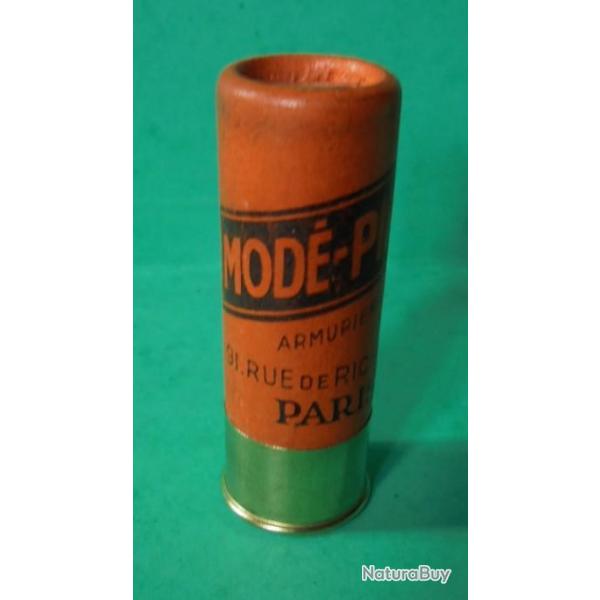 MODÉ-P
ARMURIE
91.RUE DE RIC
PARI
NaturaBuy